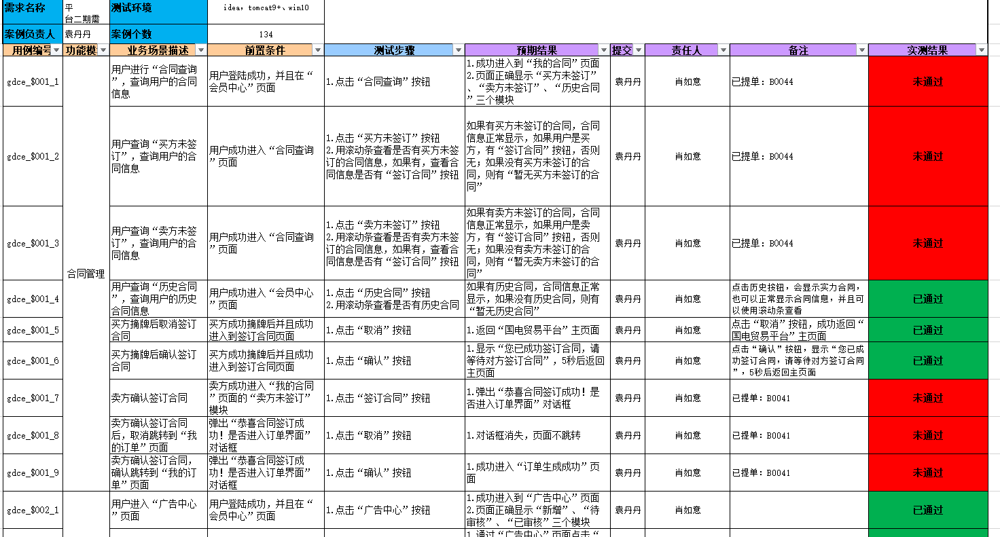 需求名称
平
台二期需
测试环境
idea，tomcat9+、win10
案例负责人
袁丹丹
案例个数
134
用例编号
功能模
业务场景描述
前置条件
测试步骤
预期结果
提交
责任人
备注
实测结果
合同管理
gdce_$001_1
用户进行“合同查询
”，查询用户的合同
信息
用户登陆成功，并且在“
会员中心”页面
1.点击“合同查询”按钮
1.成功进入到“我的合同”页面
2.页面正确显示“买方未签订”
、“卖方未签订”、“历史合同
”三个模块
袁丹丹
肖如意
已提单：B0044
未通过
gdce_$001_2
用户查询“买方未签
订”，查询用户的合
同信息
用户成功进入“合同查询
”页面
1.点击“买方未签订”按钮
2.用滚动条查看是否有买方未签
订的合同信息，如果有，查看合
同信息是否有“签订合同”按钮
如果有买方未签订的合同，合同
信息正常显示，如果用户是买
方，有“签订合同”按钮，否则
无；如果没有买方未签订的合
同，则有“暂无买方未签订的合
同”
袁丹丹
肖如意
已提单：B0044
未通过
gdce_$001_3
用户查询“卖方未签
订”，查询用户的合
同信息
用户成功进入“合同查询
”页面
1.点击“卖方未签订”按钮
2.用滚动条查看是否有卖方未签
订的合同信息，如果有，查看合
同信息是否有“签订合同”按钮
如果有卖方未签订的合同，合同
信息正常显示，如果用户是卖
方，有“签订合同”按钮，否则
无；如果没有卖方未签订的合
同，则有“暂无卖方未签订的合
同”
袁丹丹
肖如意
已提单：B0044
未通过
gdce_$001_4
用户查询“历史合同
”，查询用户的历史
合同信息
用户成功进入“会员中心
”页面
1.点击“历史合同”按钮
2.用滚动条查看是否有历史合同
如果有历史合同，合同信息正常
显示，如果没有历史合同，则有
“暂无历史合同”
袁丹丹
肖如意
点击历史按钮，会显示实力合同，
也可以正常显示合同信息，并且可
以使用滚动条查看
已通过
gdce_$001_5
买方摘牌后取消签订
合同
买方成功摘牌后并且成功
进入到签订合同页面
1.点击“取消”按钮
1.返回“国电贸易平台”主页面
袁丹丹
肖如意
点击“取消”按钮，成功返回“
国电贸易平台”主页面
已通过
gdce_$001_6
买方摘牌后确认签订
合同
买方成功摘牌后并且成功
进入到签订合同页面
1.点击“确认”按钮
1.显示“您已成功签订合同，请
等待对方签订合同”，5秒后返回
主页面
袁丹丹
肖如意
点击“确认”按钮，显示“您已成
功签订合同，请等待对方签订合同
”，5秒后返回主页面
已通过
gdce_$001_7
卖方确认签订合同
卖方成功进入“我的合同
”页面的“卖方未签订”
模块
1.点击“签订合同”按钮
1.弹出“恭喜合同签订成功！是
否进入订单界面”对话框
袁丹丹
肖如意
已提单：B0041
未通过
gdce_$001_8
卖方确认签订合同
后，取消跳转到“我
的订单”页面
弹出“恭喜合同签订成
功！是否进入订单界面”
对话框
1.点击“取消”按钮
1.对话框消失，页面不跳转
袁丹丹
肖如意
已提单：B0041
未通过
gdce_$001_9
卖方确认签订合同，
确认跳转到“我的订
单”页面
弹出“恭喜合同签订成
功！是否进入订单界面”
对话框
1.点击“确认”按钮
1.成功进入“订单生成成功”页
面
袁丹丹
肖如意
已提单：B0041
未通过
gdce_$002_1
用户进入“广告中心
”页面
用户登陆成功，并且在“
会员中心”页面
1.点击“广告中心”按钮
1.成功进入到“广告中心”页面
2.页面正确显示“新增”、“待
审核”、“已审核”三个模块
袁丹丹
肖如意
已通过
1.通过“广告中心”页面点击“